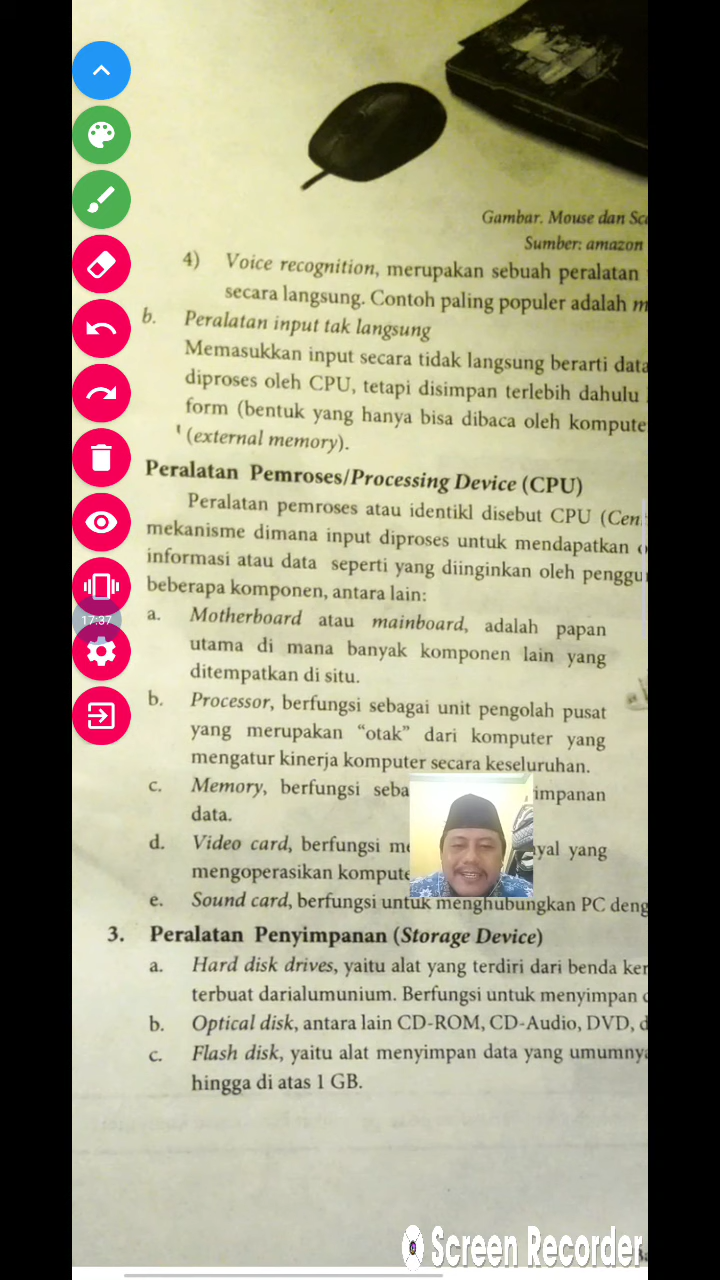 Gambar. Mouse dan
Sumber: amazon
4) Voice recognition, merupakan sebuah peralatan
secara langsung. Contoh paling populer adalah
b. Peralatan input tak langsung
Memasukkan input secara tidak langsung berarti data
diproses oleh CPU, tetapi disimpan terlebih dahulu
form (bentuk yang hanya bisa dibaca oleh
(external memory).
Peralatan Pemroses/Processing Device (CPU)
Peralatan pemroses atau identikl disebut CPU (Cen
mekanisme dimana input diproses untuk mendapatkan
informasi atau data seperti yang diinginkan oleh
beberapa komponen, antara lain:
a. Motherboard atau mainboard, adalah papan
utama di mana banyak komponen lain yang
ditempatkan di situ.
b. Processor, berfungsi sebagai unit pengolah pusat
yang merupakan “otak” dari komputer yang
mengatur kinerja komputer secara keseluruhan.
c. Memory, berfungsi seba impanan
data.
d. Video card, berfungsi me yal yang
mengoperasikan kompute
e. Sound card, berfungsi untuk menghubungkan PC deng
3. Peralatan Penyimpanan (Storage Device)
a. Hard disk drives, yaitu alat yang terdiri dari benda ker
terbuat darialumunium. Berfungsi untuk menyimpan
b. Optical disk, antara lain CD-ROM, CD-Audio, DVD,
c. Flash disk, yaitu alat menyimpan data yang umumny
hingga di atas 1 GB.
17:37
Screen Recorder